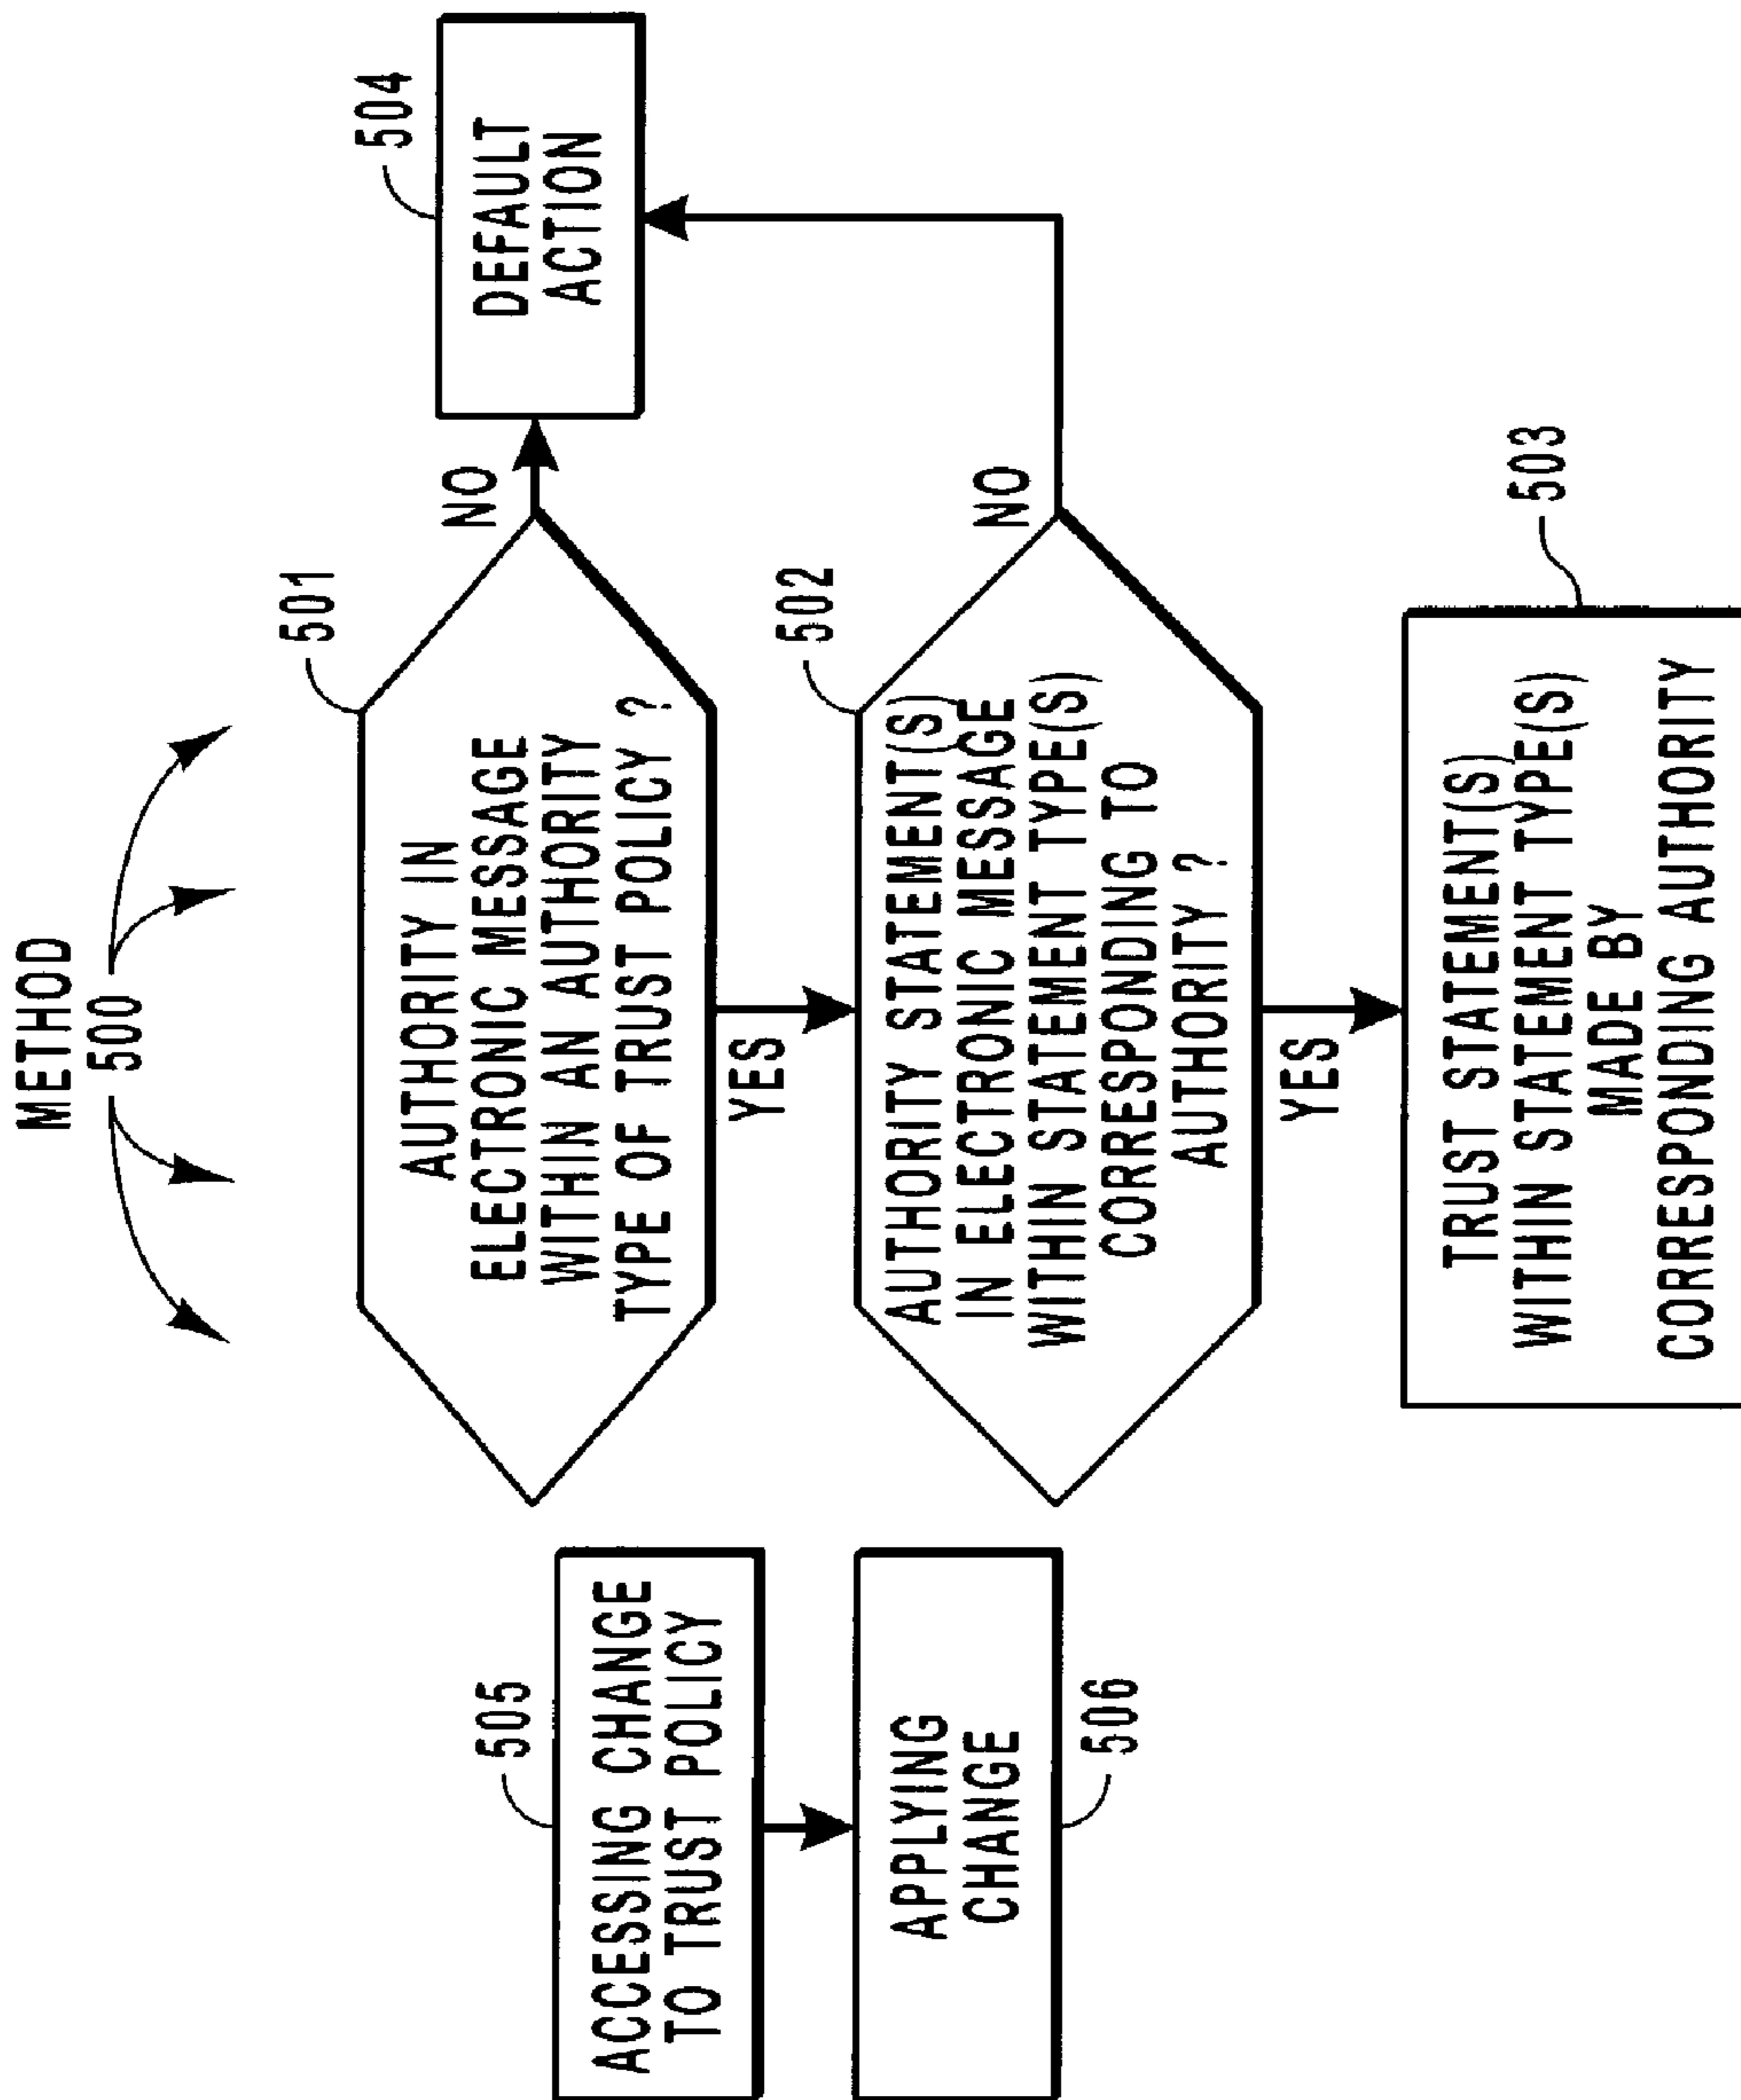 METHOD
500
501
AUTHORITY IN
ELECTRONIC MESSAGE
WITHIN AN AUTHORITY
TYPE OF TRUST POLICY ?
NO
504
DEFAULT
ACTION
YES
502
AUTHORITY STATEMENT(S)
IN ELECTRONIC MESSAGE
WITHIN STATEMENT TYPE(S)
CORRESPONDING TO
AUTHORITY ?
NO
YES
503
TRUST STATEMENT(S)
WITHIN STATEMENT TYPE(S)
MADE BY
CORRESPONDING AUTHORITY
505
ACCESSING CHANGE
TO TRUST POLICY
APPLYING
CHANGE
506